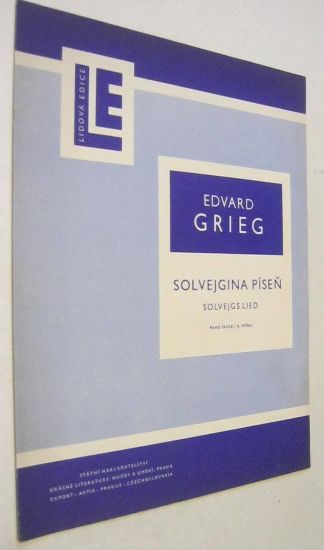 LIDOVÁ EDICE
LE
EDVARD
GRIEG
SOLVEJGINA PÍSEŇ
SOLVEJGS LIED
STÁTNÍ NAKLADATELSTVÍ
KRÁSNÉ LITERATURY, HUDBY A UMĚNÍ, PRAHA
EXPORT - ARTIA - PRAGUE - CZECHOSLOVAKIA